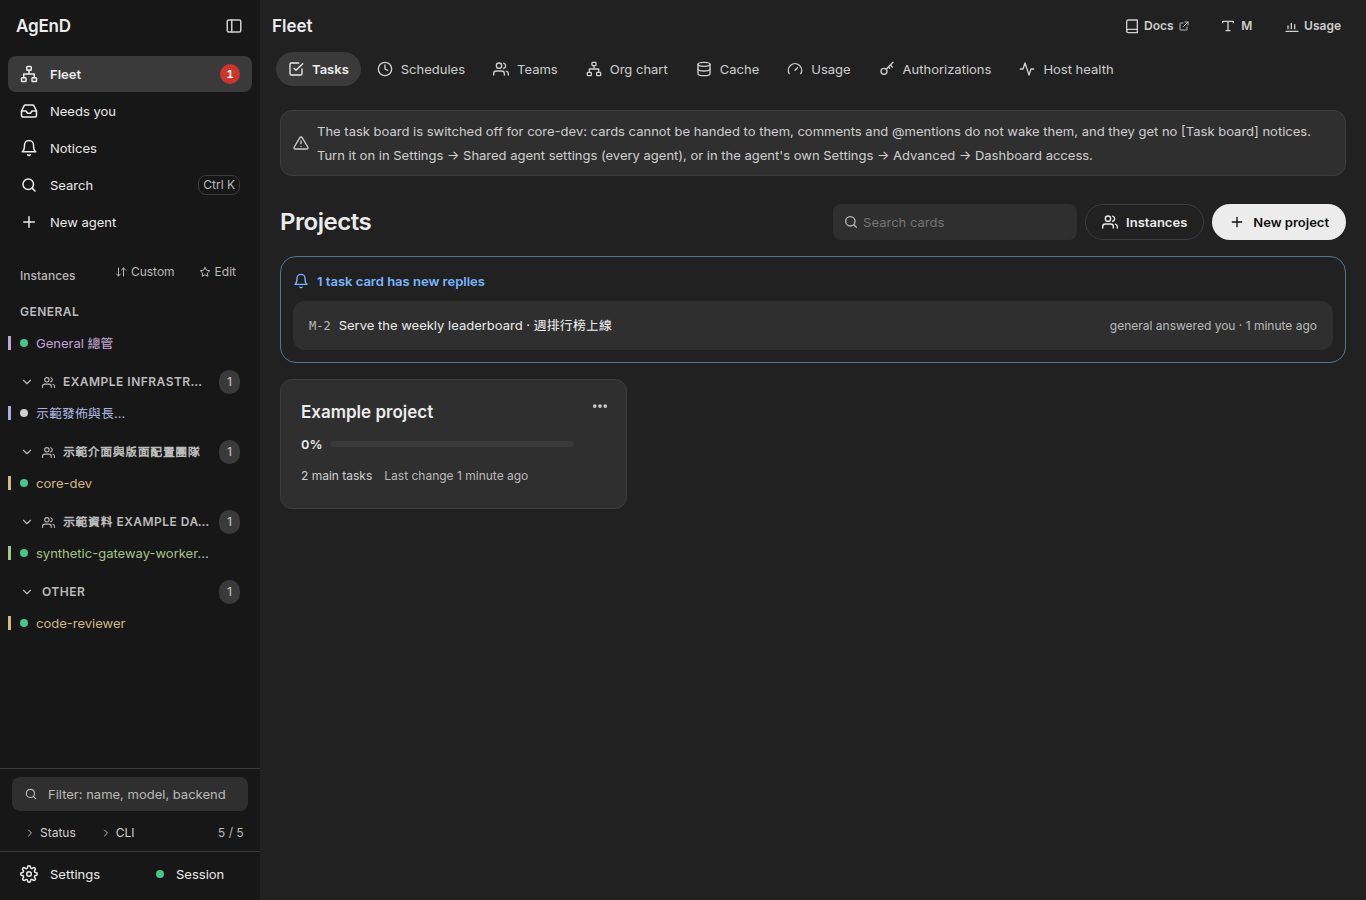 AgEnD
Fleet
1
Needs you
Notices
Search
Ctrl K
New agent
Instances
Custom
Edit
GENERAL
General 總管
EXAMPLE INFRASTR...
1
示範發佈與長...
示範介面與版面配置團隊
1
core-dev
示範資料 EXAMPLE DA...
1
synthetic-gateway-worker...
OTHER
1
code-reviewer
Filter: name, model, backend
Status
CLI
5 / 5
Settings
Session
Fleet
Docs
M
Usage
Tasks
Schedules
Teams
Org chart
Cache
Usage
Authorizations
Host health
The task board is switched off for core-dev: cards cannot be handed to them, comments and @mentions do not wake them, and they get no [Task board] notices.
Turn it on in Settings → Shared agent settings (every agent), or in the agent's own Settings → Advanced → Dashboard access.
Projects
Search cards
Instances
New project
1 task card has new replies
M-2 Serve the weekly leaderboard · 週排行榜上線
general answered you · 1 minute ago
Example project
0%
2 main tasks
Last change 1 minute ago